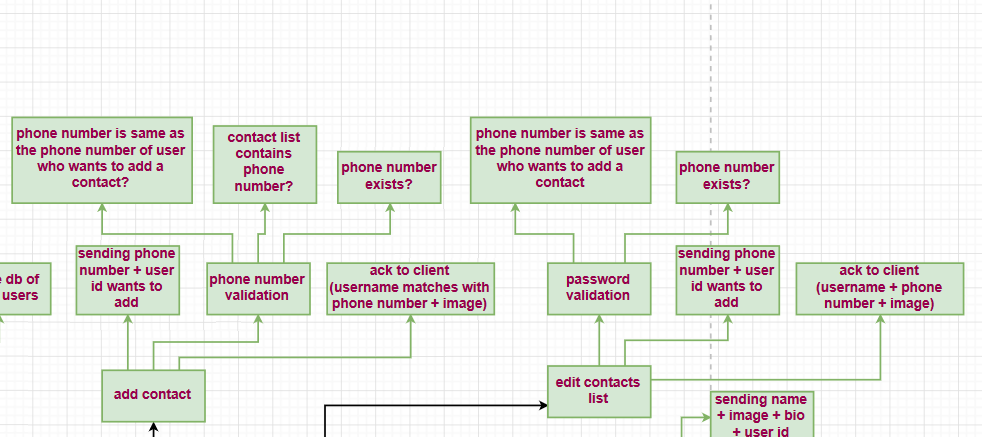 phone number is same as
the phone number of user
who wants to add a
contact?
contact list
contains
phone
number?
phone number
exists?
phone number is same as
the phone number of user
who wants to add a
contact
phone number
exists?
db of
users
sending phone
number + user
id wants to
add
phone number
validation
ack to client
(username matches with
phone number + image)
password
validation
sending phone
number + user
id wants to
add
ack to client
(username + phone
number + image)
add contact
edit contacts
list
sending name
+ image + bio
+ user id